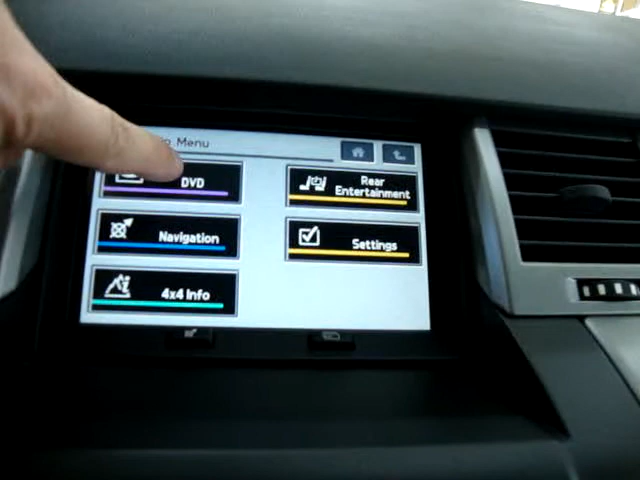 Menu
DVD
Rear
Entertainment
Navigation
Settings
4x4 Info